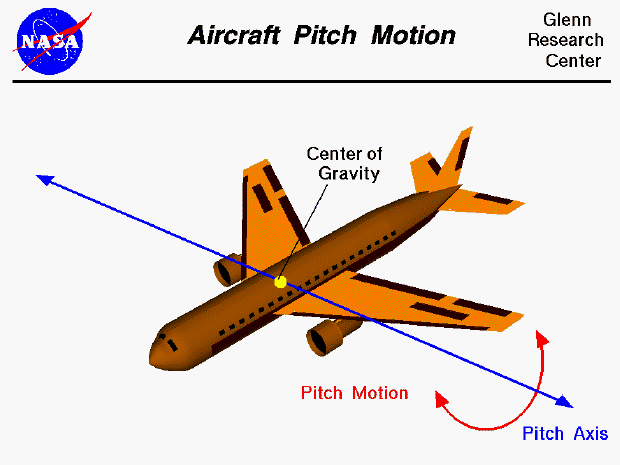 NASA
Aircraft Pitch Motion
Glenn
Research
Center
Center of
Gravity
Pitch Motion
Pitch Axis